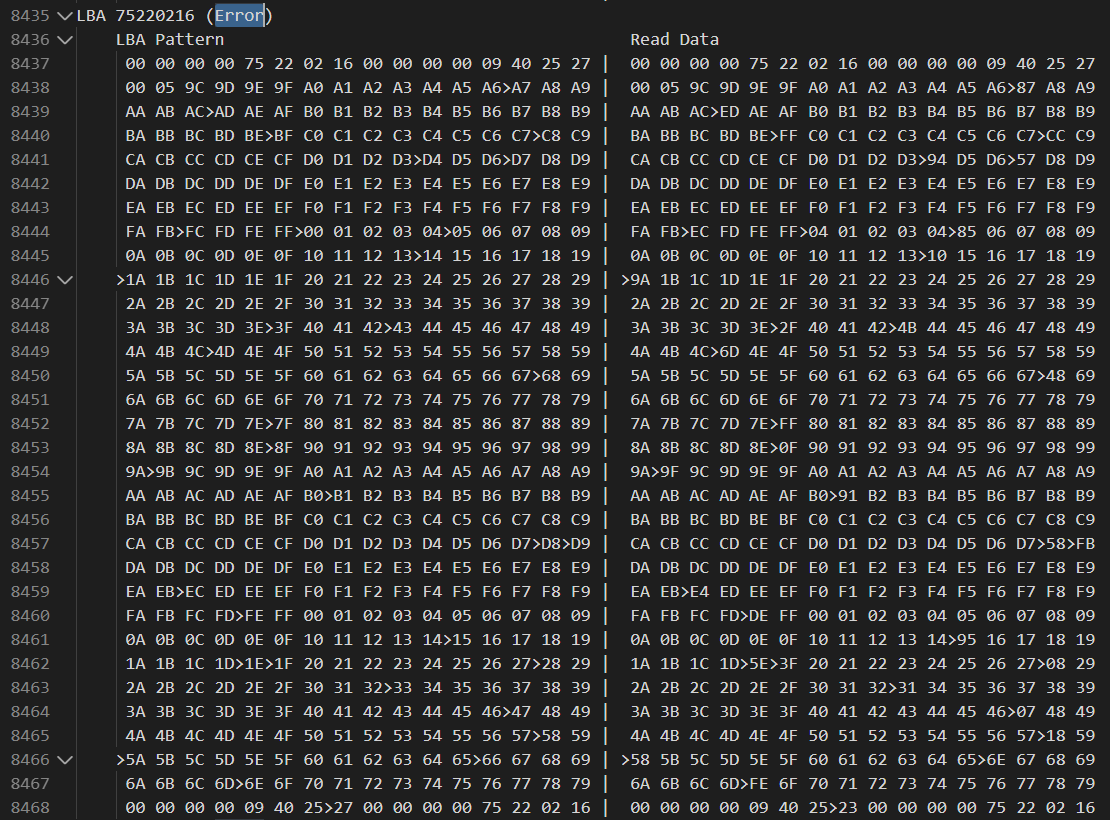 8435 LBA 75220216 (Error)
8436 LBA Pattern Read Data
8437 00 00 00 00 75 22 02 16 00 00 00 00 09 40 25 27 | 00 00 00 00 75 22 02 16 00 00 00 00 09 40 25 27
8438 00 05 9C 9D 9E 9F A0 A1 A2 A3 A4 A5 A6>A7 A8 A9 | 00 05 9C 9D 9E 9F A0 A1 A2 A3 A4 A5 A6>87 A8 A9
8439 AA AB AC>AD AE AF B0 B1 B2 B3 B4 B5 B6 B7 B8 B9 | AA AB AC>ED AE AF B0 B1 B2 B3 B4 B5 B6 B7 B8 B9
8440 BA BB BC BD BE>BF C0 C1 C2 C3 C4 C5 C6 C7>C8 C9 | BA BB BC BD BE>FF C0 C1 C2 C3 C4 C5 C6 C7>CC C9
8441 CA CB CC CD CE CF D0 D1 D2 D3>D4 D5 D6>D7 D8 D9 | CA CB CC CD CE CF D0 D1 D2 D3>94 D5 D6>57 D8 D9
8442 DA DB DC DD DE DF E0 E1 E2 E3 E4 E5 E6 E7 E8 E9 | DA DB DC DD DE DF E0 E1 E2 E3 E4 E5 E6 E7 E8 E9
8443 EA EB EC ED EE EF F0 F1 F2 F3 F4 F5 F6 F7 F8 F9 | EA EB EC ED EE EF F0 F1 F2 F3 F4 F5 F6 F7 F8 F9
8444 FA FB>FC FD FE FF>00 01 02 03 04>05 06 07 08 09 | FA FB>EC FD FE FF>04 01 02 03 04>85 06 07 08 09
8445 0A 0B 0C 0D 0E 0F 10 11 12 13>14 15 16 17 18 19 | 0A 0B 0C 0D 0E 0F 10 11 12 13>10 15 16 17 18 19
8446 >1A 1B 1C 1D 1E 1F 20 21 22 23 24 25 26 27 28 29 | >9A 1B 1C 1D 1E 1F 20 21 22 23 24 25 26 27 28 29
8447 2A 2B 2C 2D 2E 2F 30 31 32 33 34 35 36 37 38 39 | 2A 2B 2C 2D 2E 2F 30 31 32 33 34 35 36 37 38 39
8448 3A 3B 3C 3D 3E>3F 40 41 42>43 44 45 46 47 48 49 | 3A 3B 3C 3D 3E>2F 40 41 42>4B 44 45 46 47 48 49
8449 4A 4B 4C>4D 4E 4F 50 51 52 53 54 55 56 57 58 59 | 4A 4B 4C>6D 4E 4F 50 51 52 53 54 55 56 57 58 59
8450 5A 5B 5C 5D 5E 5F 60 61 62 63 64 65 66 67>68 69 | 5A 5B 5C 5D 5E 5F 60 61 62 63 64 65 66 67>48 69
8451 6A 6B 6C 6D 6E 6F 70 71 72 73 74 75 76 77 78 79 | 6A 6B 6C 6D 6E 6F 70 71 72 73 74 75 76 77 78 79
8452 7A 7B 7C 7D 7E>7F 80 81 82 83 84 85 86 87 88 89 | 7A 7B 7C 7D 7E>FF 80 81 82 83 84 85 86 87 88 89
8453 8A 8B 8C 8D 8E>8F 90 91 92 93 94 95 96 97 98 99 | 8A 8B 8C 8D 8E>0F 90 91 92 93 94 95 96 97 98 99
8454 9A>9B 9C 9D 9E 9F A0 A1 A2 A3 A4 A5 A6 A7 A8 A9 | 9A>9F 9C 9D 9E 9F A0 A1 A2 A3 A4 A5 A6 A7 A8 A9
8455 AA AB AC AD AE AF B0>B1 B2 B3 B4 B5 B6 B7 B8 B9 | AA AB AC AD AE AF B0>91 B2 B3 B4 B5 B6 B7 B8 B9
8456 BA BB BC BD BE BF C0 C1 C2 C3 C4 C5 C6 C7 C8 C9 | BA BB BC BD BE BF C0 C1 C2 C3 C4 C5 C6 C7 C8 C9
8457 CA CB CC CD CE CF D0 D1 D2 D3 D4 D5 D6 D7>D8>D9 | CA CB CC CD CE CF D0 D1 D2 D3 D4 D5 D6 D7>58>FB
8458 DA DB DC DD DE DF E0 E1 E2 E3 E4 E5 E6 E7 E8 E9 | DA DB DC DD DE DF E0 E1 E2 E3 E4 E5 E6 E7 E8 E9
8459 EA EB>EC ED EE EF F0 F1 F2 F3 F4 F5 F6 F7 F8 F9 | EA EB>E4 ED EE EF F0 F1 F2 F3 F4 F5 F6 F7 F8 F9
8460 FA FB FC FD>FE FF 00 01 02 03 04 05 06 07 08 09 | FA FB FC FD>DE FF 00 01 02 03 04 05 06 07 08 09
8461 0A 0B 0C 0D 0E 0F 10 11 12 13 14>15 16 17 18 19 | 0A 0B 0C 0D 0E 0F 10 11 12 13 14>95 16 17 18 19
8462 1A 1B 1C 1D>1E>1F 20 21 22 23 24 25 26 27>28 29 | 1A 1B 1C 1D>5E>3F 20 21 22 23 24 25 26 27>08 29
8463 2A 2B 2C 2D 2E 2F 30 31 32>33 34 35 36 37 38 39 | 2A 2B 2C 2D 2E 2F 30 31 32>31 34 35 36 37 38 39
8464 3A 3B 3C 3D 3E 3F 40 41 42 43 44 45 46>47 48 49 | 3A 3B 3C 3D 3E 3F 40 41 42 43 44 45 46>07 48 49
8465 4A 4B 4C 4D 4E 4F 50 51 52 53 54 55 56 57>58 59 | 4A 4B 4C 4D 4E 4F 50 51 52 53 54 55 56 57>18 59
8466 >5A 5B 5C 5D 5E 5F 60 61 62 63 64 65>66 67 68 69 | >58 5B 5C 5D 5E 5F 60 61 62 63 64 65>6E 67 68 69
8467 6A 6B 6C 6D>6E 6F 70 71 72 73 74 75 76 77 78 79 | 6A 6B 6C 6D>FE 6F 70 71 72 73 74 75 76 77 78 79
8468 00 00 00 00 09 40 25>27 00 00 00 00 75 22 02 16 | 00 00 00 00 09 40 25>23 00 00 00 00 75 22 02 16